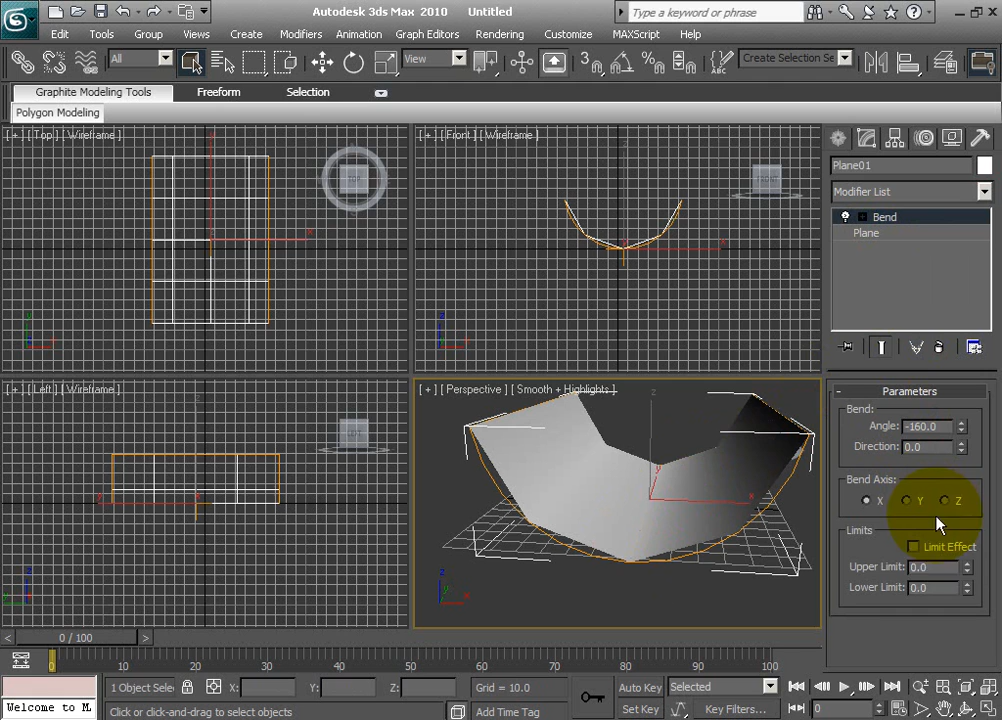 Autodesk 3ds Max 2010 Untitled
Type a keyword or phrase
Edit Tools Group Views Create Modifiers Animation Graph Editors Rendering Customize MAXScript Help
All View Create Selection Se
Graphite Modeling Tools Freeform Selection
Polygon Modeling
[ + ] [ Top ] [ Wireframe ]
[ + ] [ Front ] [ Wireframe ]
TOP
FRONT
Plane01
Modifier List
Bend
Plane
x
x
y
x
z
x
[ + ] [ Left ] [ Wireframe ]
[ + ] [ Perspective ] [ Smooth + Highlights ]
LEFT
z
y
x
Parameters
Bend:
Angle: -160.0
Direction: 0.0
Bend Axis:
X Y Z
Limits
Limit Effect
Upper Limit: 0.0
Lower Limit: 0.0
0 / 100
0 10 20 30 40 50 60 70 80 90 100
1 Object Selec X: Y: Z: Grid = 10.0 Auto Key Selected
Welcome to M. Click or click-and-drag to select objects Add Time Tag Set Key Key Filters... 0